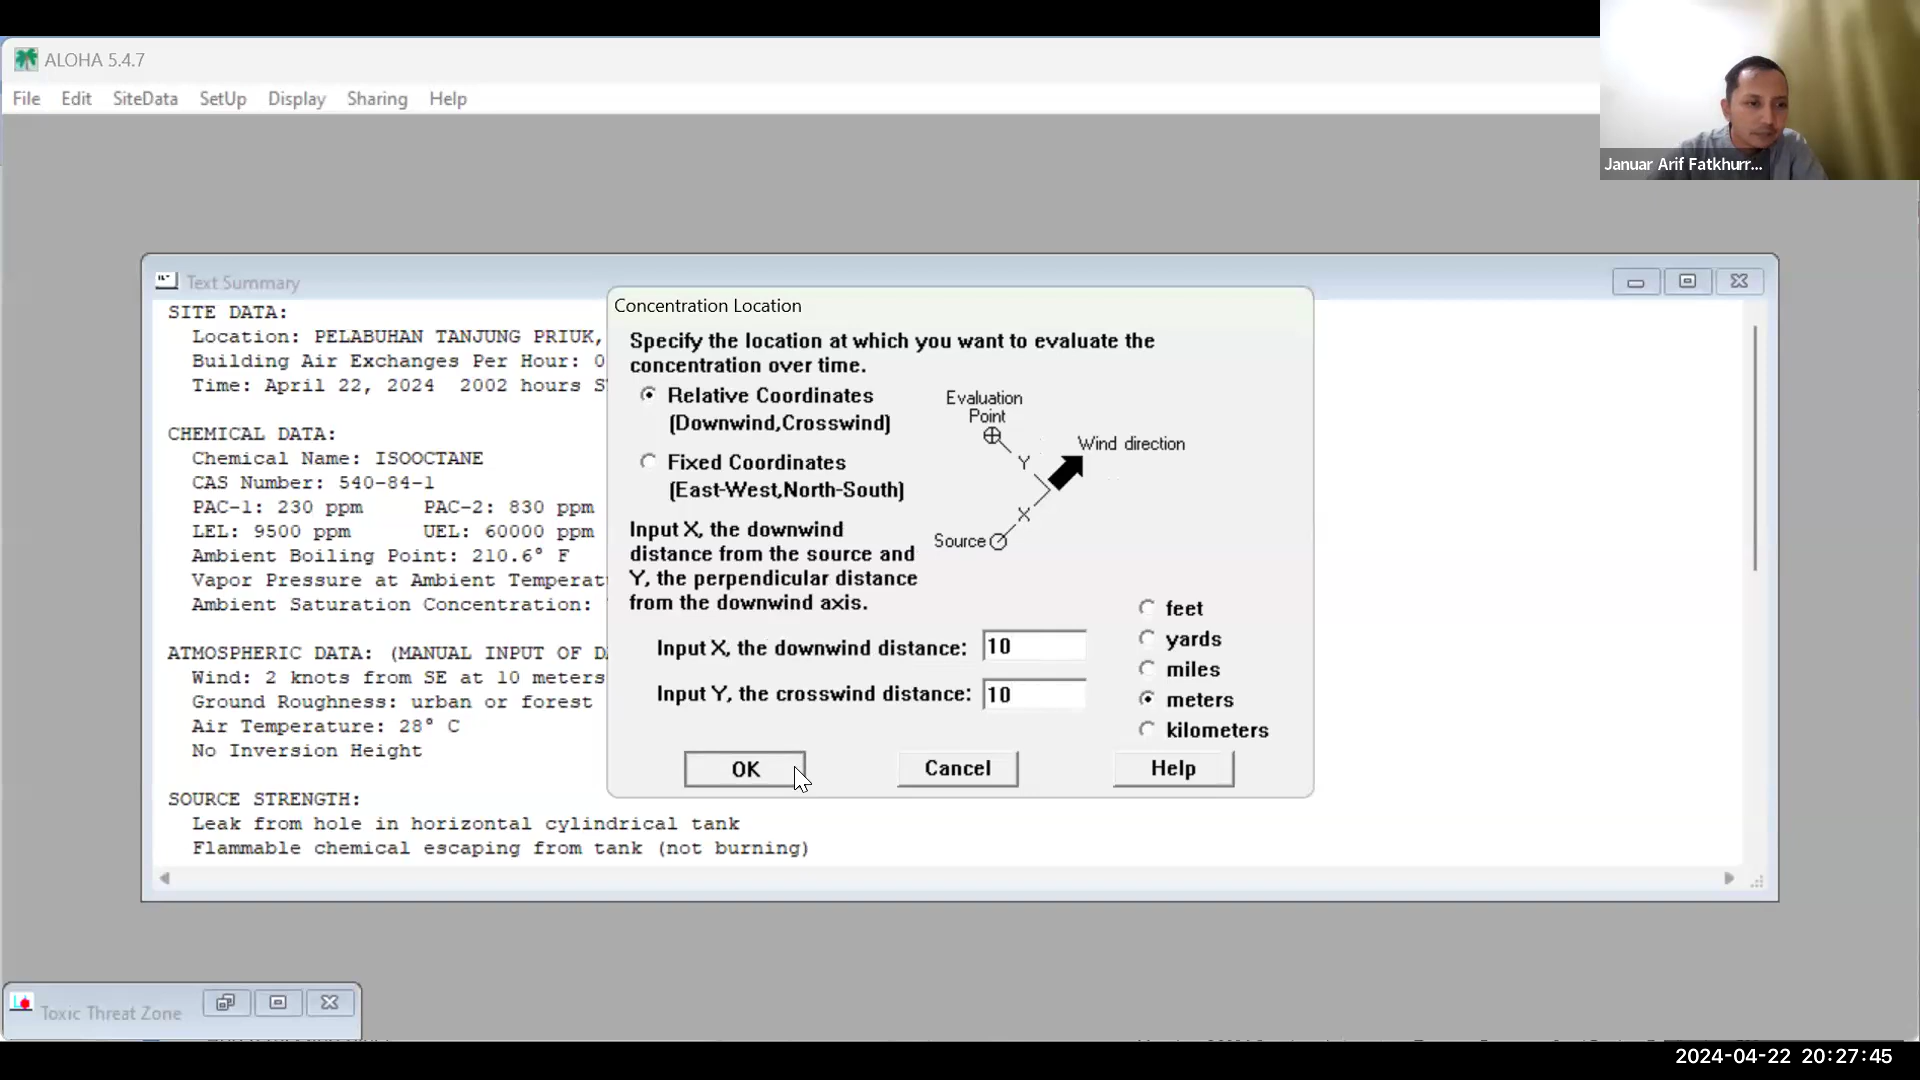 ALOHA 5.4.7
File Edit SiteData SetUp Display Sharing Help
Januar Arif Fatkhurr...
Text Summary
SITE DATA:
Location: PELABUHAN TANJUNG PRIUK,
Building Air Exchanges Per Hour: 0
Time: April 22, 2024 2002 hours
CHEMICAL DATA:
Chemical Name: ISOOCTANE
CAS Number: 540-84-1
PAC-1: 230 ppm PAC-2: 830 ppm
LEL: 9500 ppm UEL: 60000 ppm
Ambient Boiling Point: 210.6° F
Vapor Pressure at Ambient Temperat
Ambient Saturation Concentration:
ATMOSPHERIC DATA: (MANUAL INPUT OF D
Wind: 2 knots from SE at 10 meters
Ground Roughness: urban or forest
Air Temperature: 28° C
No Inversion Height
SOURCE STRENGTH:
Leak from hole in horizontal cylindrical tank
Flammable chemical escaping from tank (not burning)
Concentration Location
Specify the location at which you want to evaluate the
concentration over time.
Relative Coordinates
(Downwind,Crosswind)
Fixed Coordinates
(East-West,North-South)
Evaluation
Point
Wind direction
Y
X
Source
Input X, the downwind
distance from the source and
Y, the perpendicular distance
from the downwind axis.
Input X, the downwind distance: 10
Input Y, the crosswind distance: 10
feet
yards
miles
meters
kilometers
OK Cancel Help
Toxic Threat Zone
2024-04-22 20:27:45